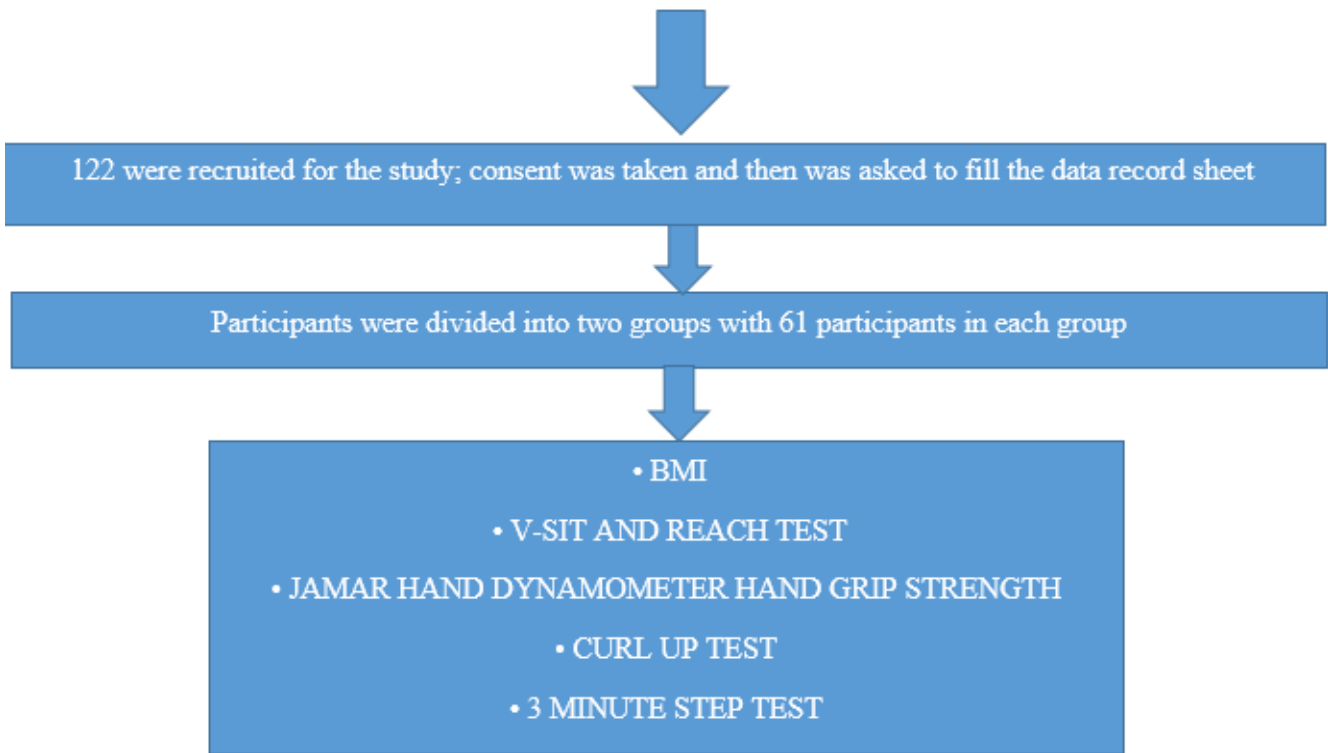 122 were recruited for the study; consent was taken and then was asked to fill the data record sheet
Participants were divided into two groups with 61 participants in each group
• BMI
• V-SIT AND REACH TEST
• JAMAR HAND DYNAMOMETER HAND GRIP STRENGTH
• CURL UP TEST
• 3 MINUTE STEP TEST